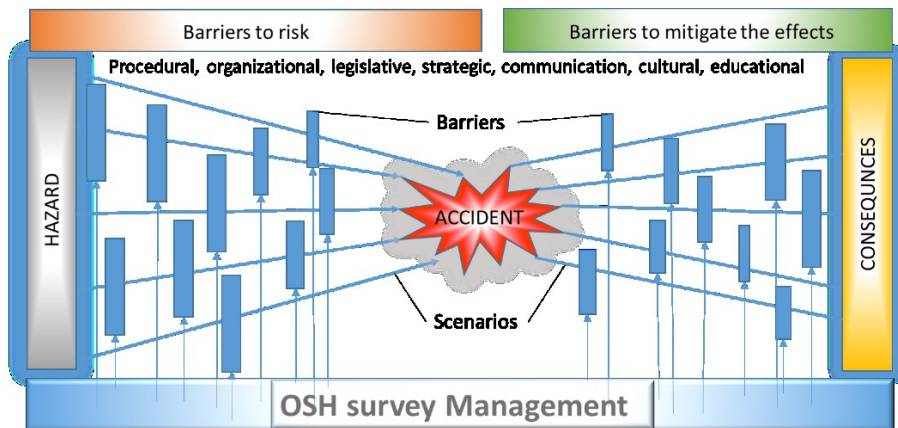 Barriers to risk
Barriers to mitigate the effects
Procedural, organizational, legislative, strategic, communication, cultural, educational
HAZARD
Barriers
ACCIDENT
CONSEQUNCES
Scenarios
OSH survey Management